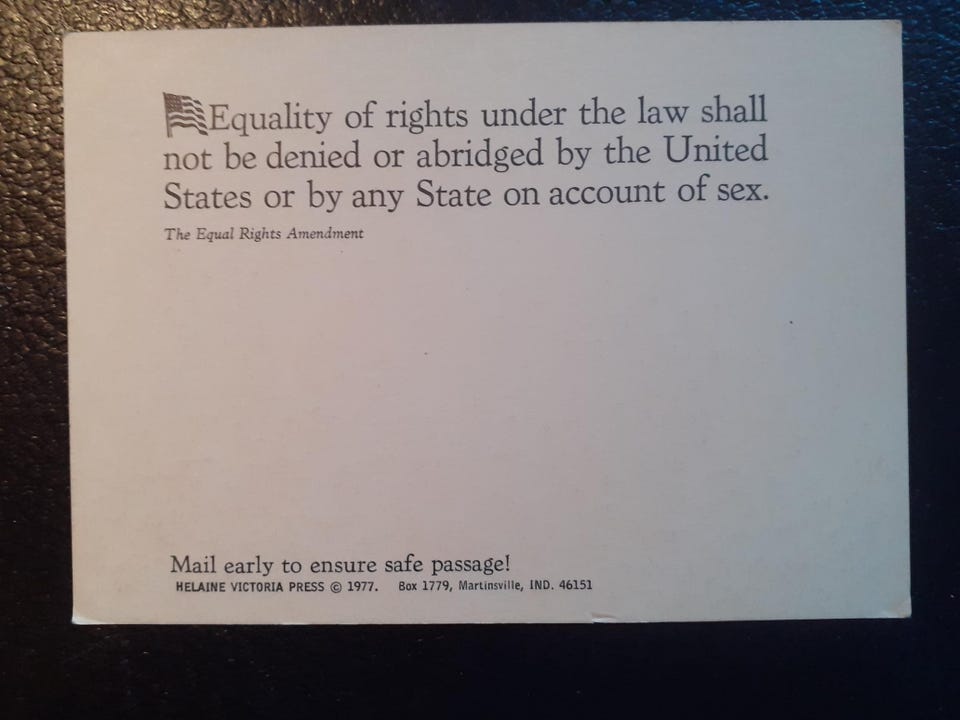 Equality of rights under the law shall
not be denied or abridged by the United
States or by any State on account of sex.
The Equal Rights Amendment
Mail early to ensure safe passage!
HELAINE VICTORIA PRESS © 1977. Box 1779, Martinsville, IND. 46151